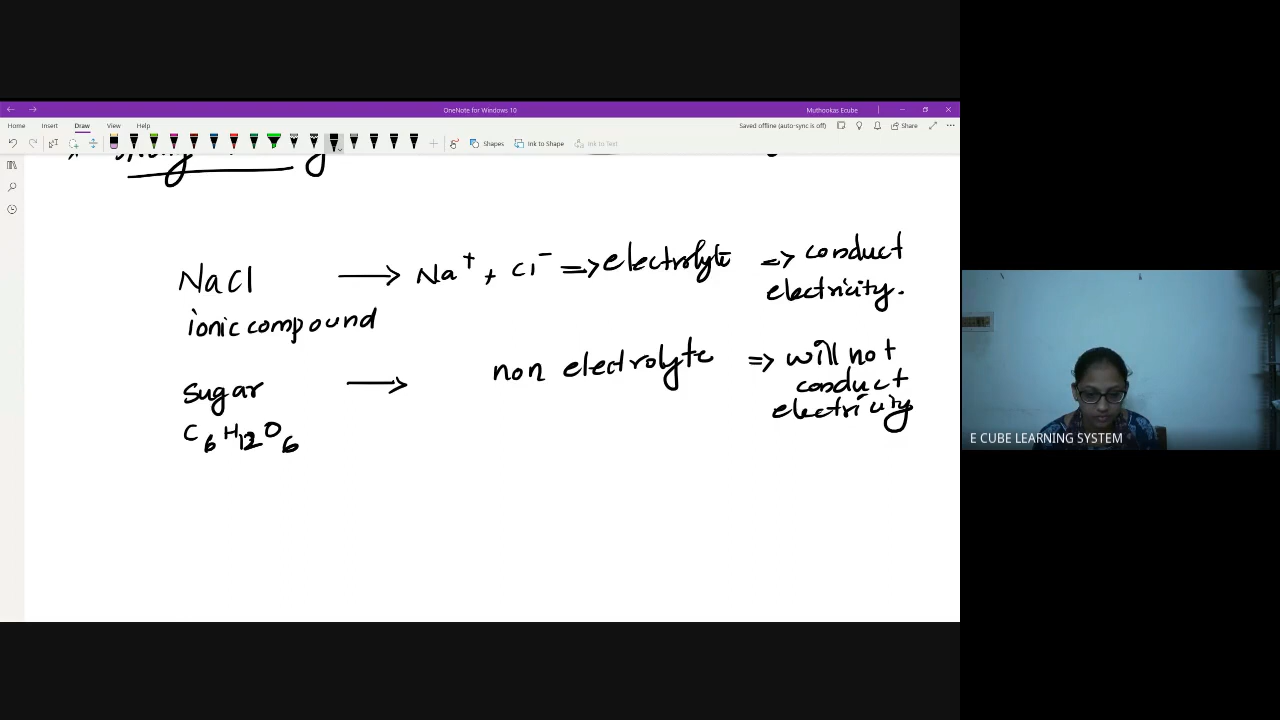 OneNote for Windows 10
Muthookas Ecube
Home Insert Draw View Help
Saved offline (auto-sync is off)
Share
Shapes
Ink to Shape
Ink to Text
NaCl → Na⁺ + Cl⁻ => electrolyte => conduct
electricity.
ionic compound
sugar → non electrolyte => will not
conduct
electricity
C₆H₁₂O₆
E CUBE LEARNING SYSTEM